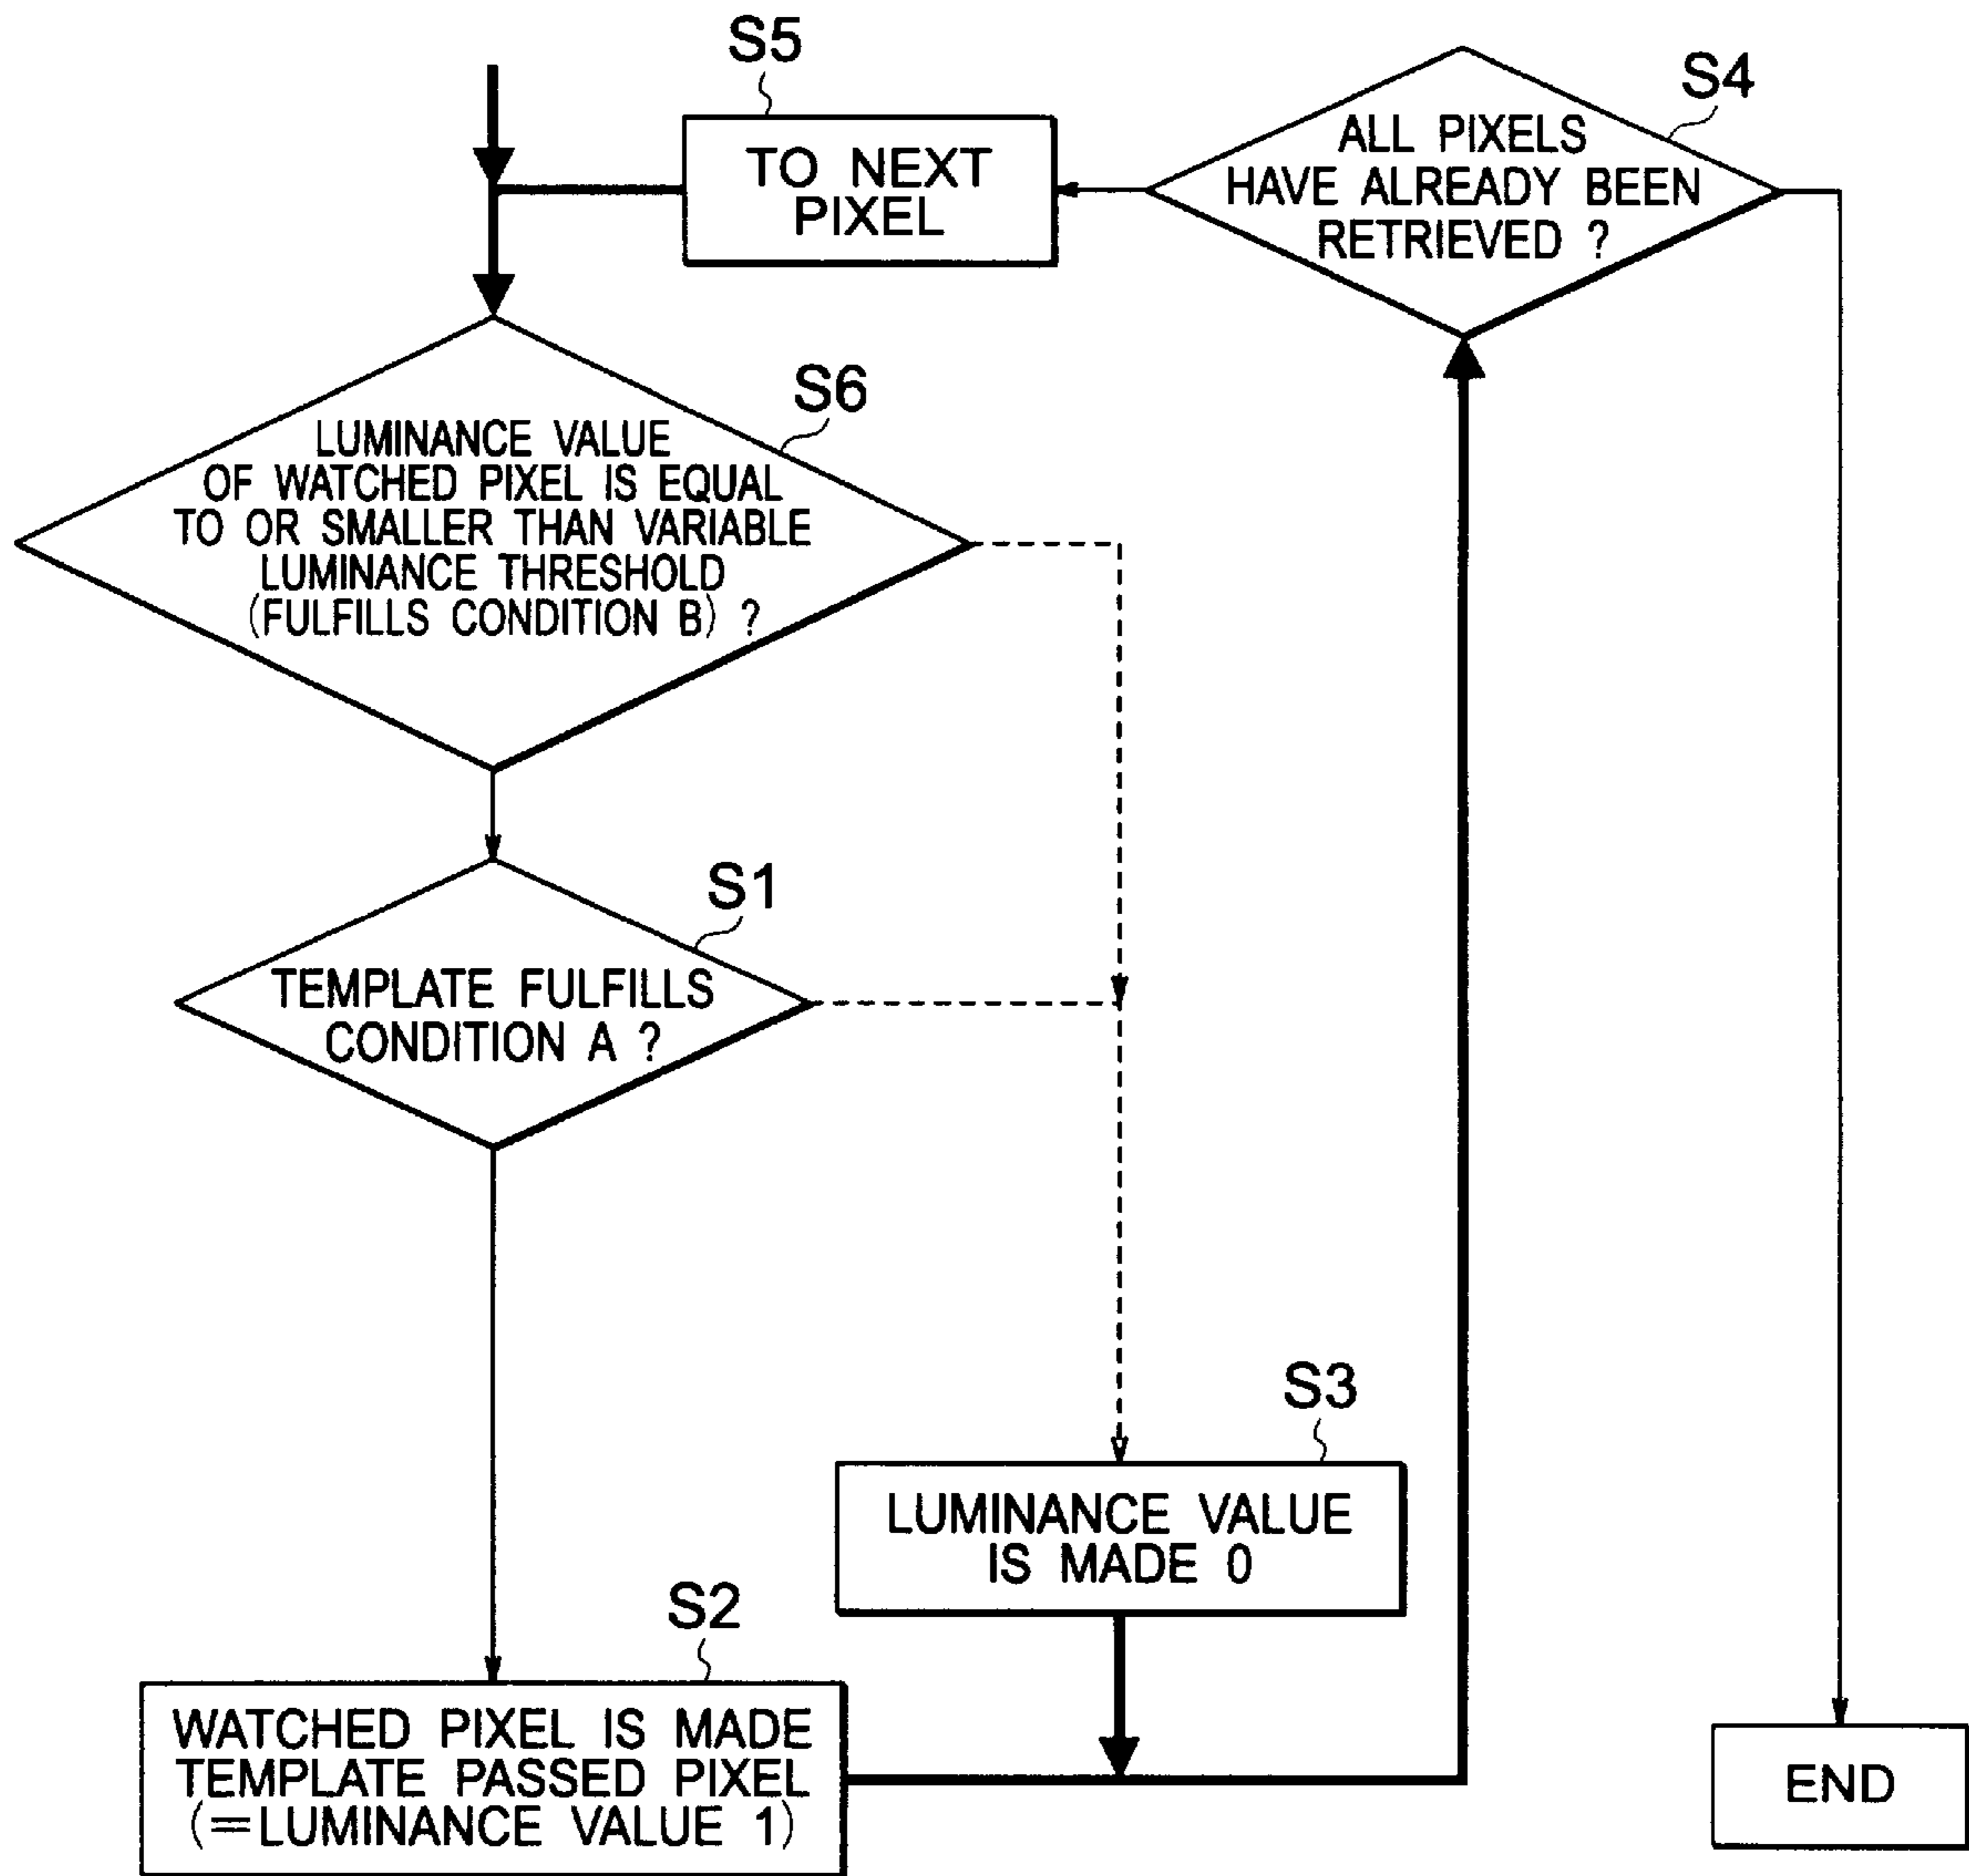 S5
TO NEXT
PIXEL
S4
ALL PIXELS
HAVE ALREADY BEEN
RETRIEVED ?
S6
LUMINANCE VALUE
OF WATCHED PIXEL IS EQUAL
TO OR SMALLER THAN VARIABLE
LUMINANCE THRESHOLD
(FULFILLS CONDITION B) ?
S1
TEMPLATE FULFILLS
CONDITION A ?
S3
LUMINANCE VALUE
IS MADE 0
S2
WATCHED PIXEL IS MADE
TEMPLATE PASSED PIXEL
(=LUMINANCE VALUE 1)
END